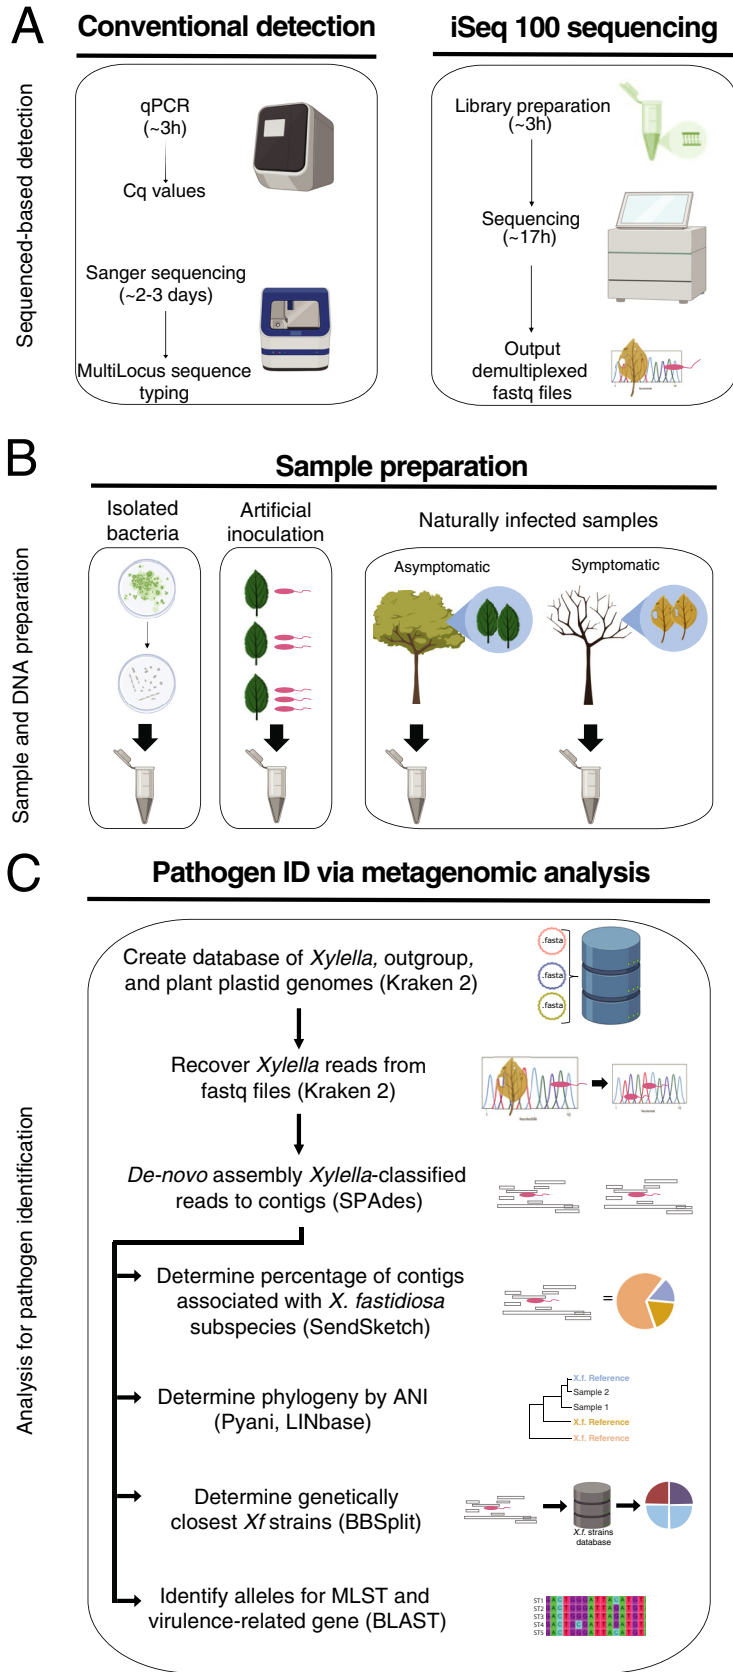 A
Conventional detection
iSeq 100 sequencing
Sequenced-based detection
qPCR
(~3h)
Cq values
Sanger sequencing
(~2-3 days)
MultiLocus sequence
typing
Library preparation
(~3h)
Sequencing
(~17h)
Output
demultiplexed
fastq files
B
Sample preparation
Sample and DNA preparation
Isolated
bacteria
Artificial
inoculation
Naturally infected samples
Asymptomatic
Symptomatic
C
Pathogen ID via metagenomic analysis
Analysis for pathogen identification
Create database of Xylella, outgroup,
and plant plastid genomes (Kraken 2)
.fasta
.fasta
.fasta
Recover Xylella reads from
fastq files (Kraken 2)
De-novo assembly Xylella-classified
reads to contigs (SPAdes)
Determine percentage of contigs
associated with X. fastidiosa
subspecies (SendSketch)
=
Determine phylogeny by ANI
(Pyani, LINbase)
X.f. Reference
Sample 2
Sample 1
X.f. Reference
X.f. Reference
Determine genetically
closest Xf strains (BBSplit)
X.f. strains
database
Identify alleles for MLST and
virulence-related gene (BLAST)
ST1
ST2
ST3
ST4
ST5